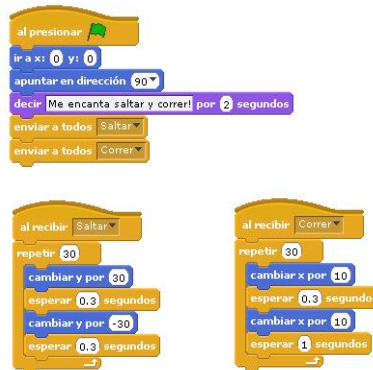 al presionar
ir a x: 0 y: 0
apuntar en dirección 90
decir Me encanta saltar y correr! por 2 segundos
enviar a todos Saltar
enviar a todos Correr
al recibir Saltar
repetir 30
cambiar y por 30
esperar 0.3 segundos
cambiar y por -30
esperar 0.3 segundos
al recibir Correr
repetir 30
cambiar x por 10
esperar 0.3 segundo
cambiar x por 10
esperar 1 segundos